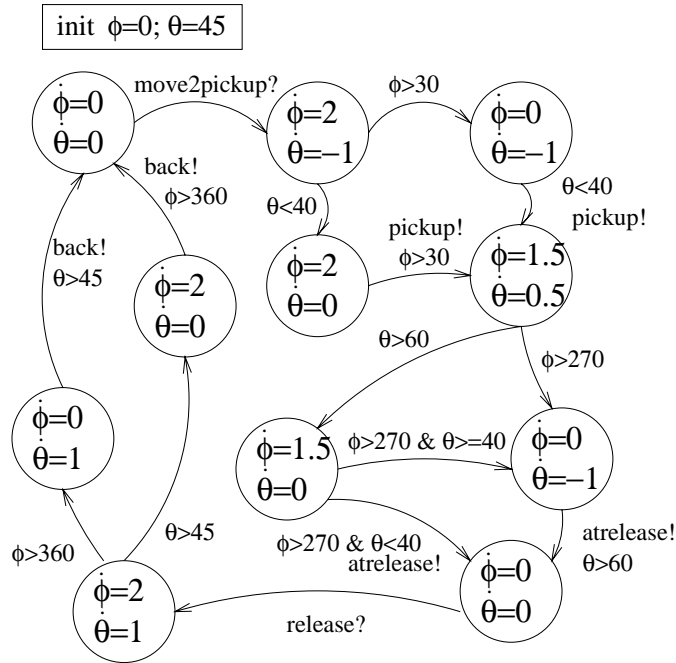 init ϕ=0; θ=45
ϕ̇=0
θ̇=0
move2pickup?
ϕ̇=2
θ̇=−1
ϕ>30
ϕ̇=0
θ̇=−1
back!
ϕ>360
θ<40
θ<40
pickup!
pickup!
ϕ>30
back!
θ>45
ϕ̇=2
θ̇=0
ϕ̇=2
θ̇=0
ϕ̇=1.5
θ̇=0.5
θ>60
ϕ>270
ϕ̇=0
θ̇=1
ϕ̇=1.5
θ̇=0
ϕ>270 & θ>=40
ϕ̇=0
θ̇=−1
ϕ>360
θ>45
ϕ>270 & θ<40
atrelease!
atrelease!
θ>60
ϕ̇=2
θ̇=1
release?
ϕ̇=0
θ̇=0